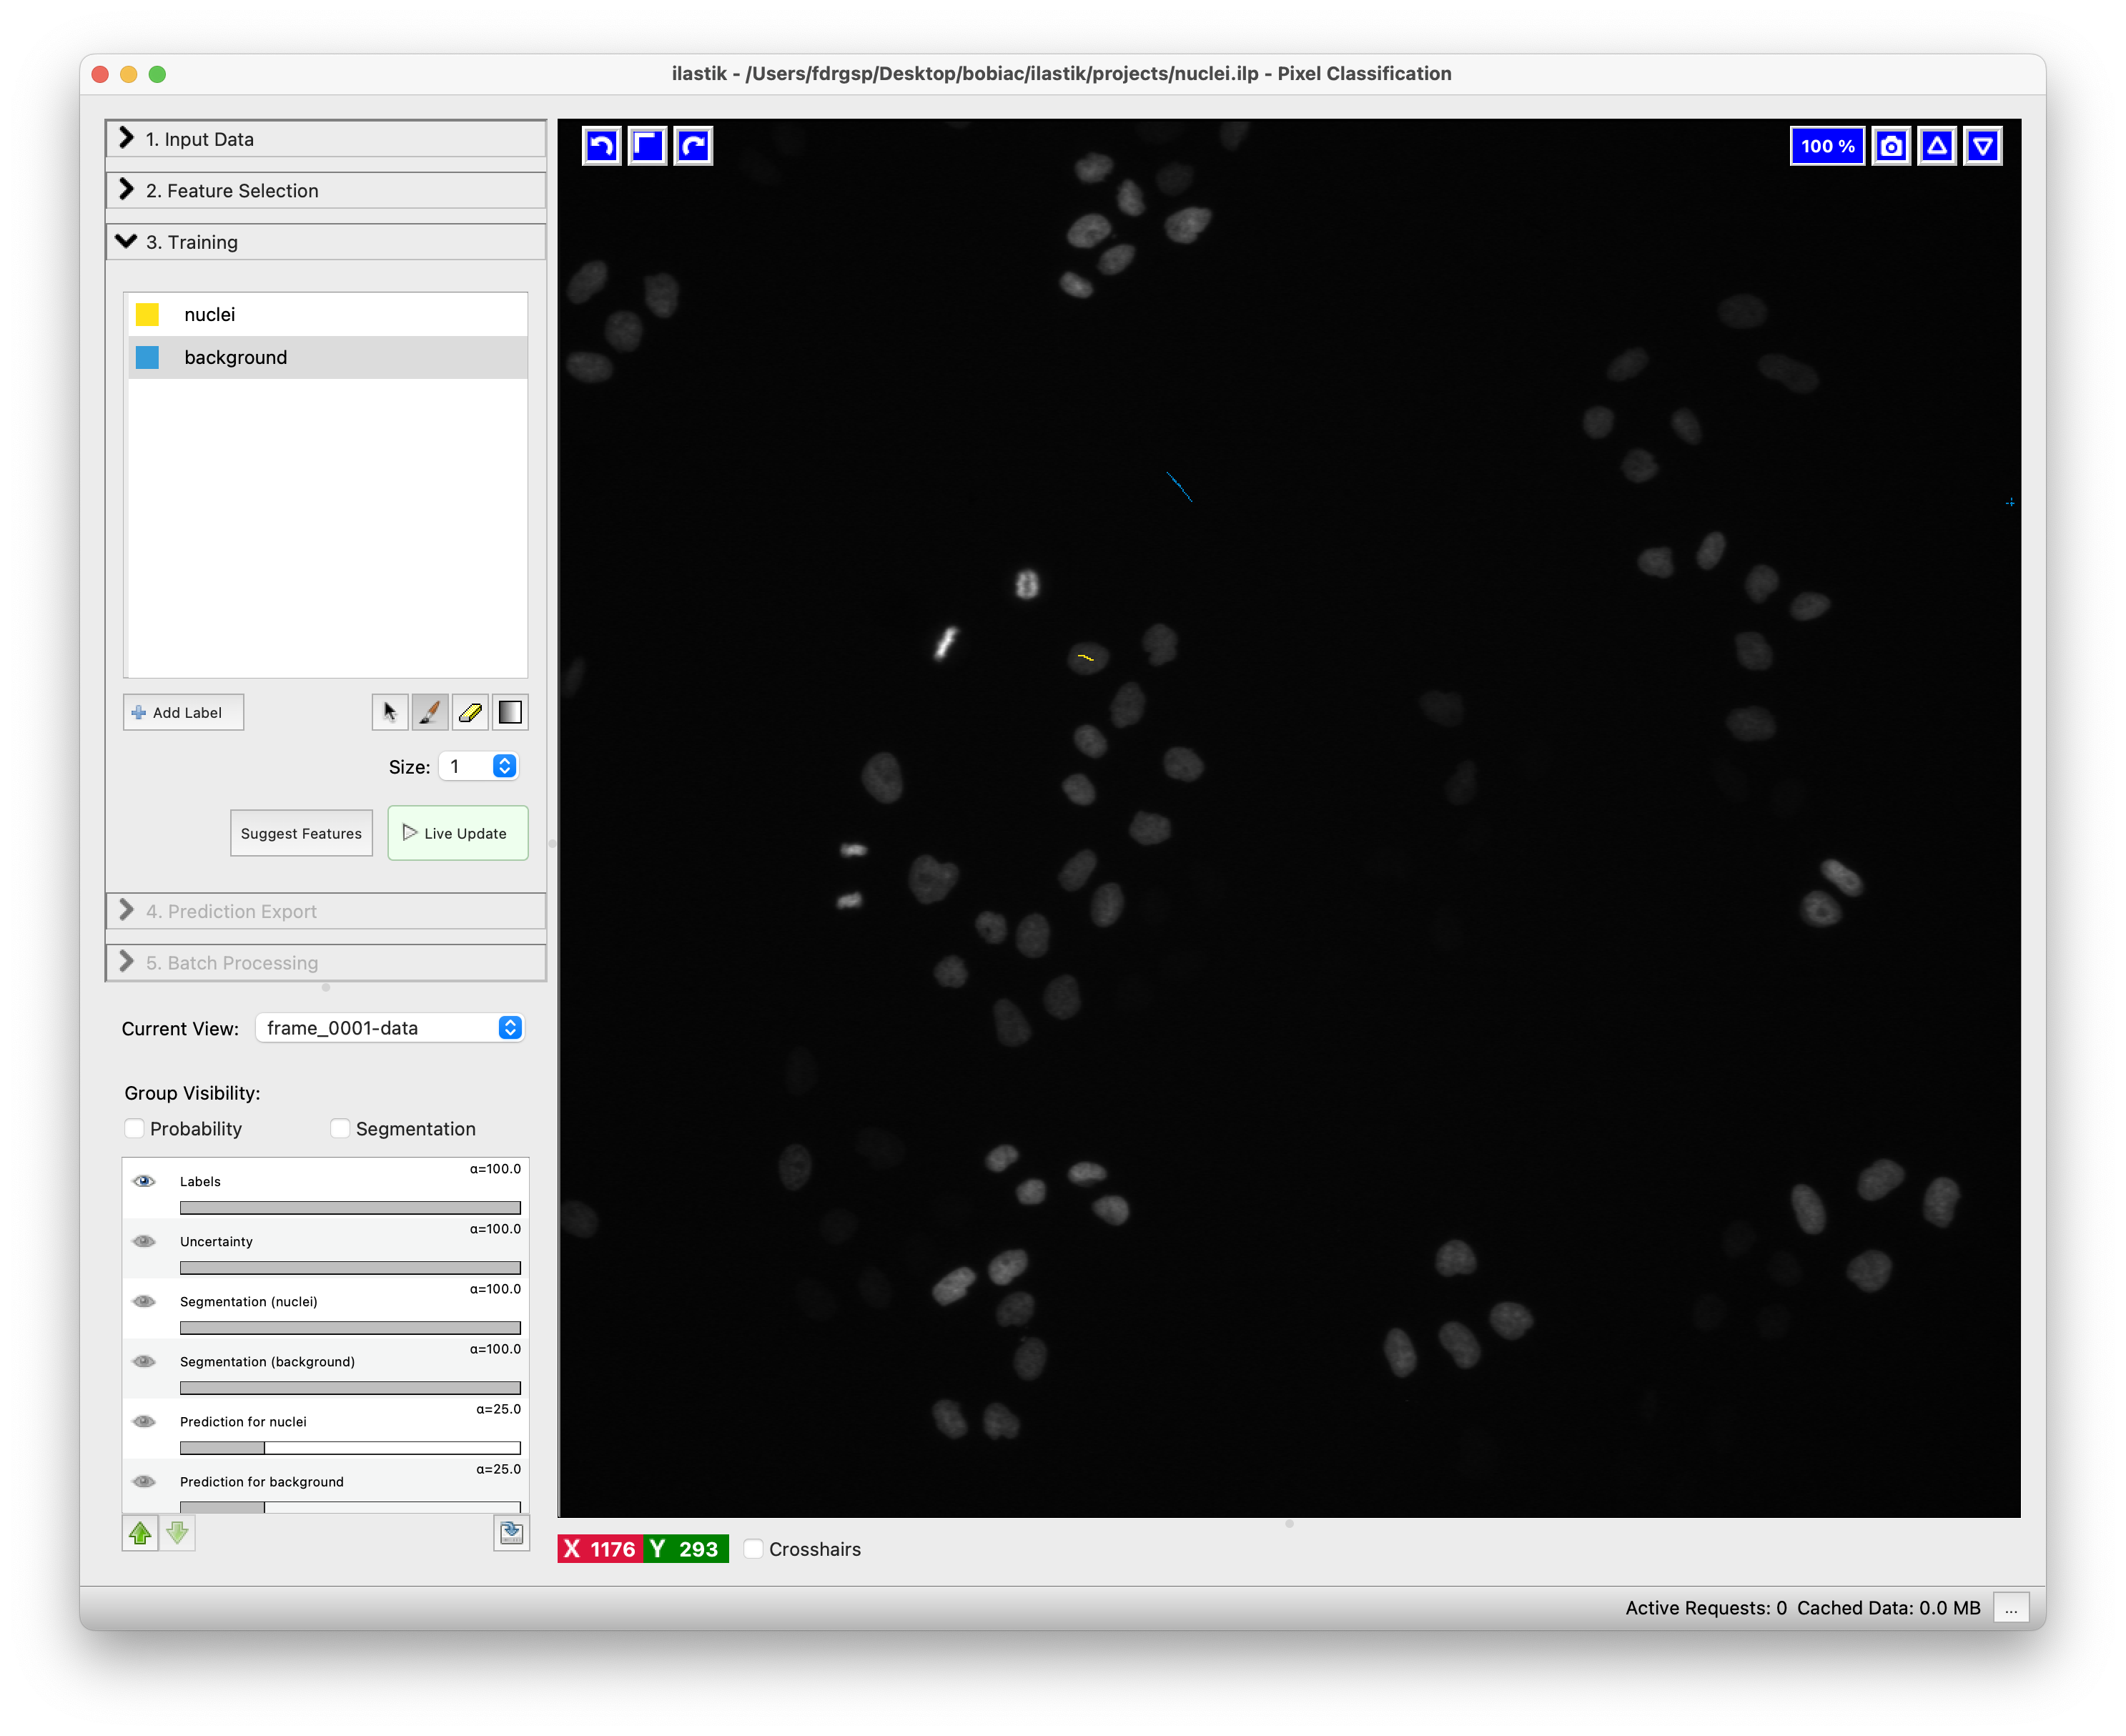 ilastik - /Users/fdrgsp/Desktop/bobiac/ilastik/projects/nuclei.ilp - Pixel Classification
1. Input Data
2. Feature Selection
3. Training
nuclei
background
Add Label
Size: 1
Suggest Features
Live Update
4. Prediction Export
5. Batch Processing
Current View: frame_0001-data
Group Visibility:
Probability Segmentation
α=100.0
Labels
α=100.0
Uncertainty
α=100.0
Segmentation (nuclei)
α=100.0
Segmentation (background)
α=25.0
Prediction for nuclei
α=25.0
Prediction for background
100 %
X 1176 Y 293 Crosshairs
Active Requests: 0 Cached Data: 0.0 MB ...